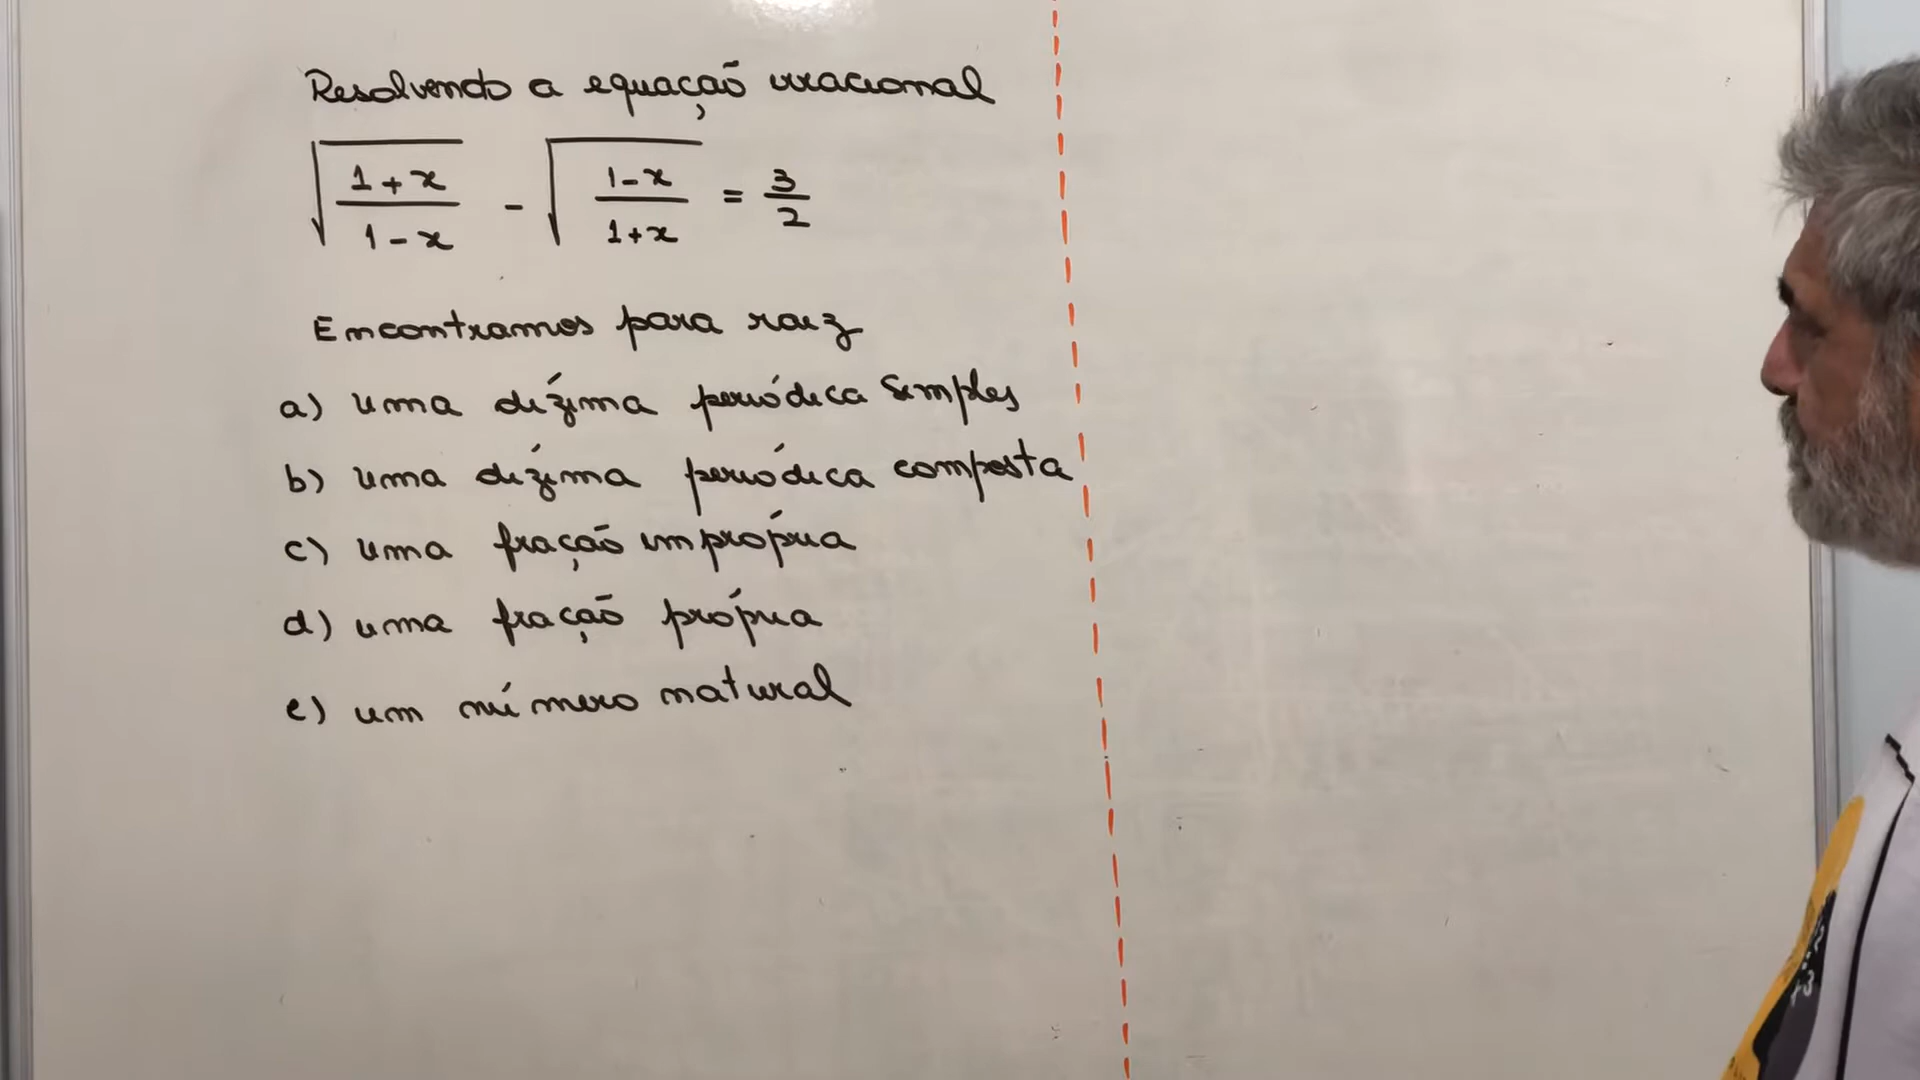 Resolvendo a equação irracional
√((1+x)/(1-x)) - √((1-x)/(1+x)) = 3/2
Encontramos para raiz
a) uma dízima periódica simples
b) uma dízima periódica composta
c) uma fração imprópria
d) uma fração própria
e) um número natural